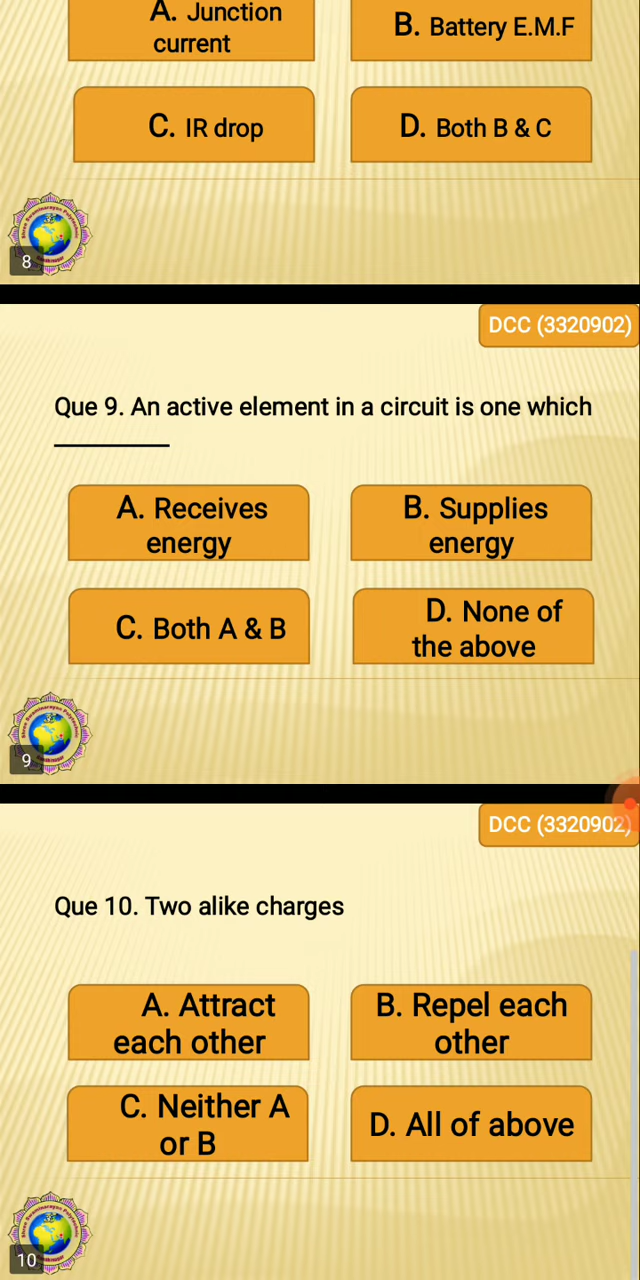 A. Junction
current
B. Battery E.M.F
C. IR drop
D. Both B & C
8
DCC (3320902)
Que 9. An active element in a circuit is one which
__________
A. Receives
energy
B. Supplies
energy
C. Both A & B
D. None of
the above
9
DCC (3320902)
Que 10. Two alike charges
A. Attract
each other
B. Repel each
other
C. Neither A
or B
D. All of above
10